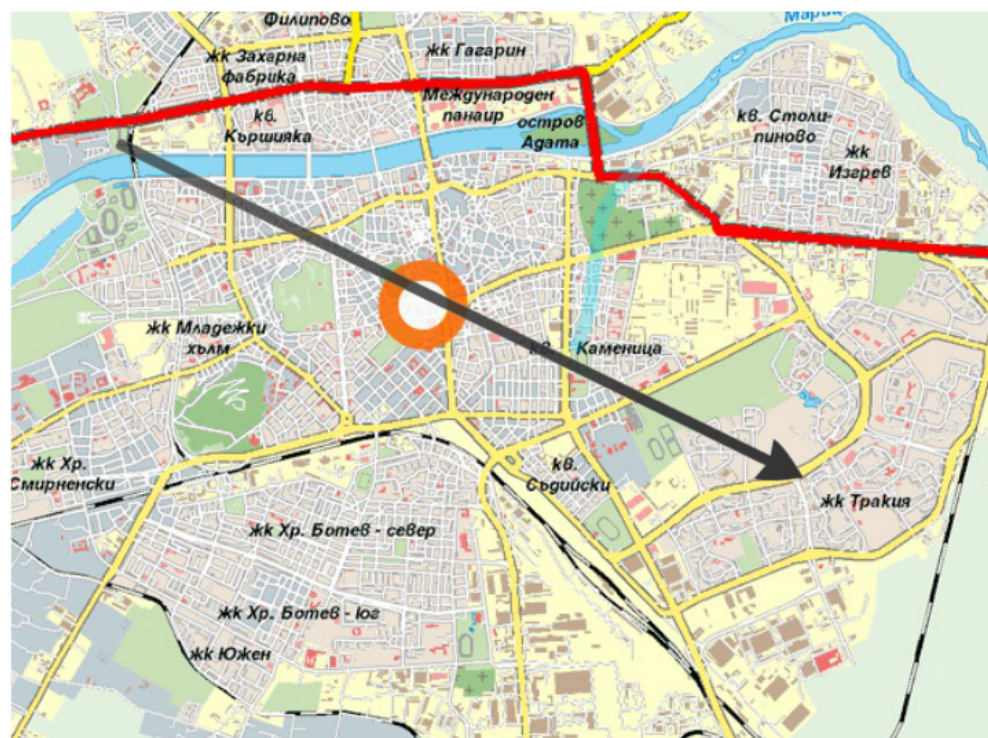 Филипово
Мариц
жк Гагарин
жк Захарна
фабрика
Международен
панаир
кв.
Кършияка
остров
Адата
кв. Столи-
пиново
жк
Изгрев
жк Младежки
хълм
кв. Каменица
жк Хр.
Смирненски
кв.
Съдийски
жк Тракия
жк Хр. Ботев - север
жк Хр. Ботев - юг
жк Южен